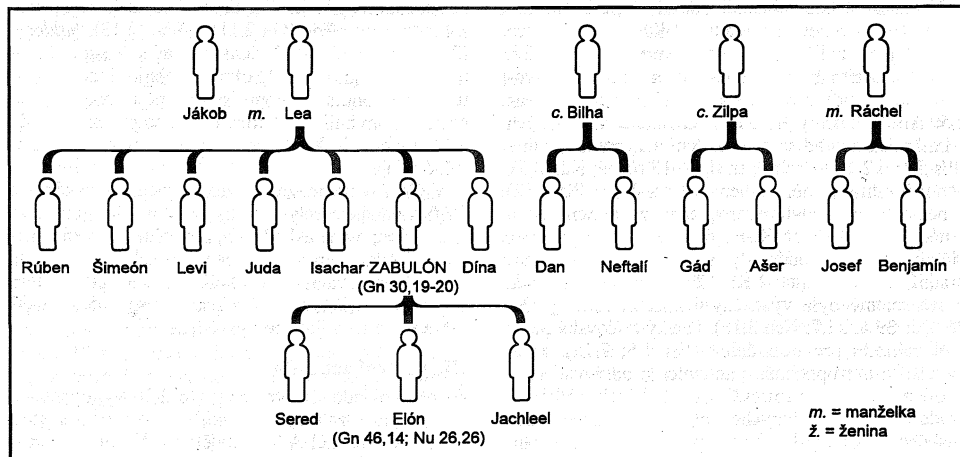 Jákob m. Lea c. Bilha c. Zilpa m. Ráchel
Rúben Šimeón Levi Juda Isachar ZABULÓN Dína Dan Neftalí Gád Ašer Josef Benjamín
(Gn 30,19-20)
Sered Elón Jachleel
(Gn 46,14; Nu 26,26)
m. = manželka
ž. = ženina